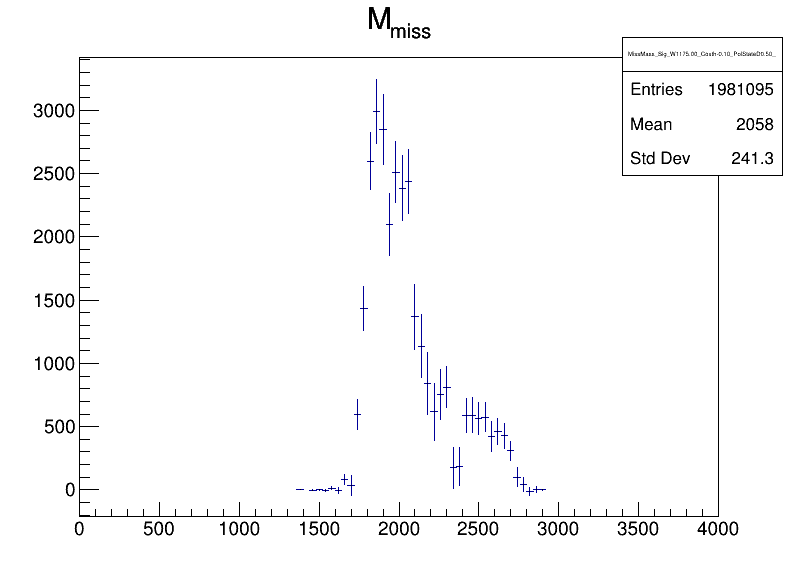 M_miss
MissMass_Sig_W1175.00_Costh-0.10_PolStateD0.50_
Entries 1981095
Mean 2058
Std Dev 241.3
3000
2500
2000
1500
1000
500
0
0 500 1000 1500 2000 2500 3000 3500 4000